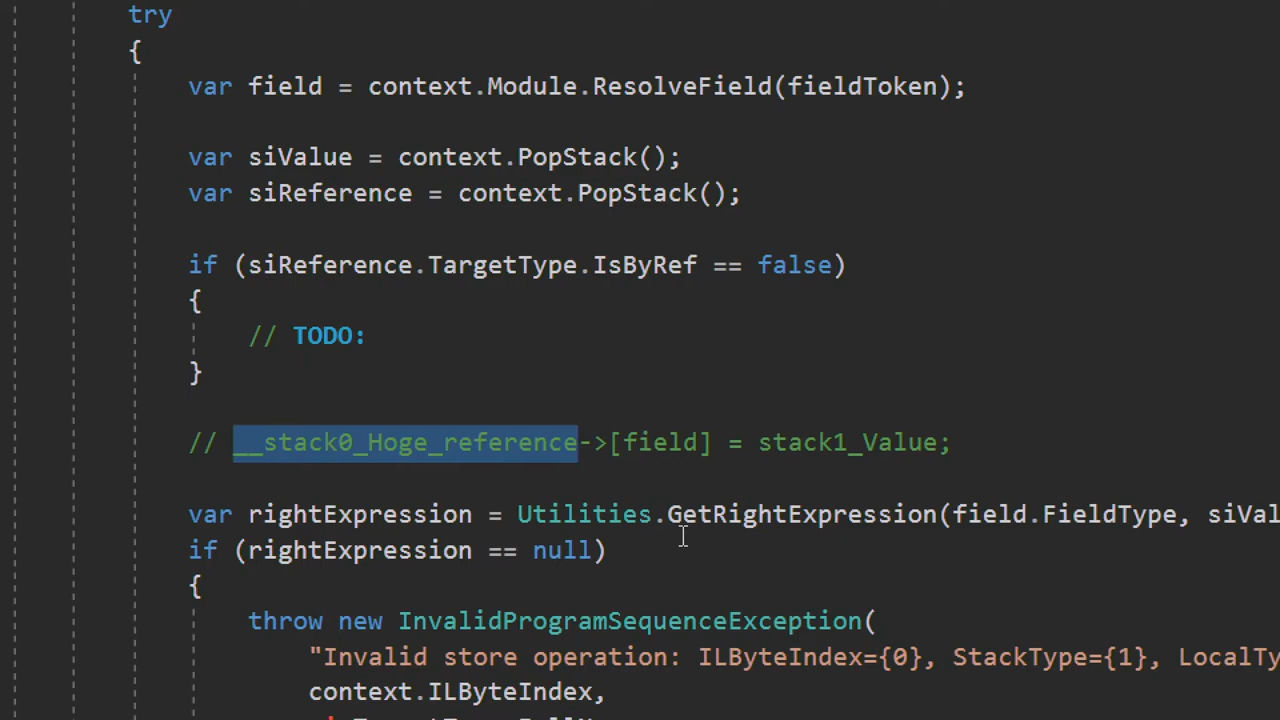 try
{
var field = context.Module.ResolveField(fieldToken);
var siValue = context.PopStack();
var siReference = context.PopStack();
if (siReference.TargetType.IsByRef == false)
{
// TODO:
}
// __stack0_Hoge_reference->[field] = stack1_Value;
var rightExpression = Utilities.GetRightExpression(field.FieldType, siVal
if (rightExpression == null)
{
throw new InvalidProgramSequenceException(
"Invalid store operation: ILByteIndex={0}, StackType={1}, LocalTy
context.ILByteIndex,